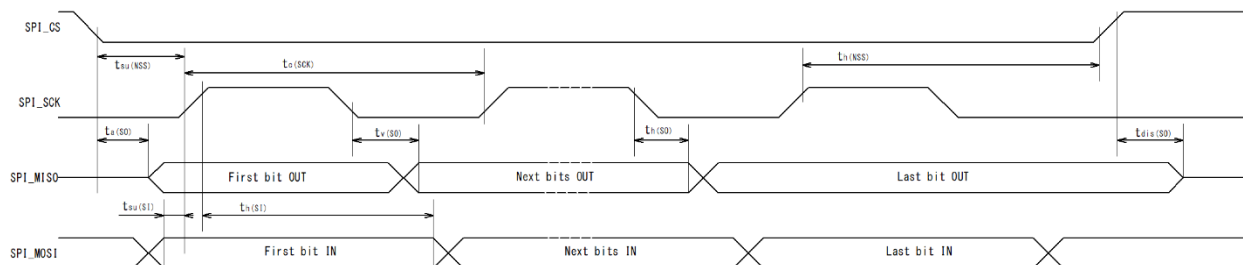 SPI_CS
tsu(NSS)
tc(SCK)
th(NSS)
SPI_SCK
ta(SO)
tv(SO)
th(SO)
tdis(SO)
SPI_MISO
First bit OUT
Next bits OUT
Last bit OUT
tsu(SI)
th(SI)
SPI_MOSI
First bit IN
Next bits IN
Last bit IN